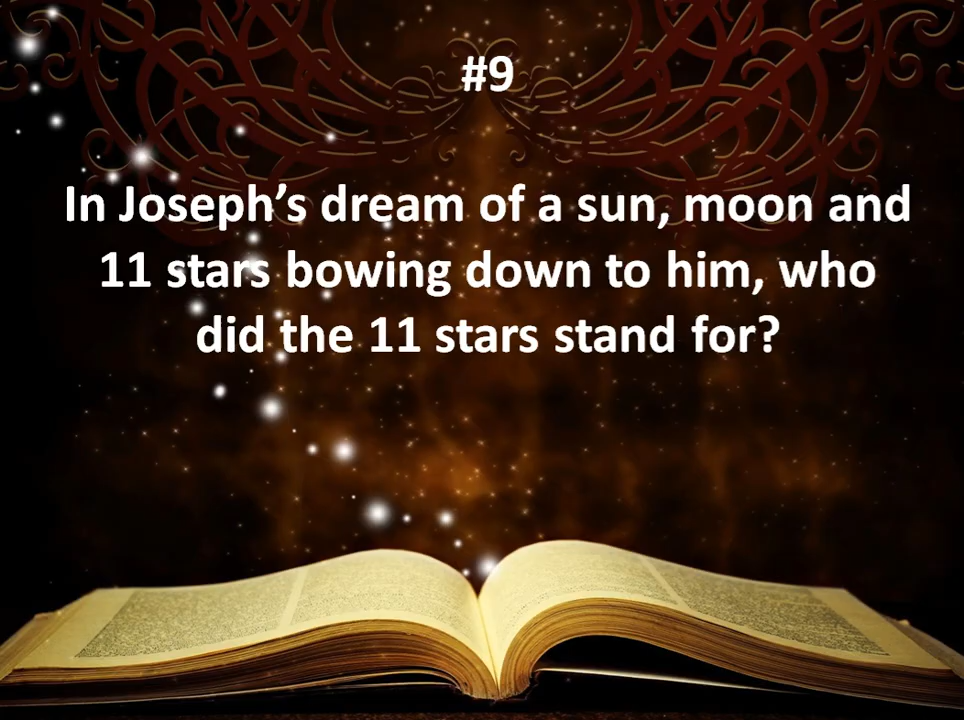 #9
In Joseph’s dream of a sun, moon and
11 stars bowing down to him, who
did the 11 stars stand for?